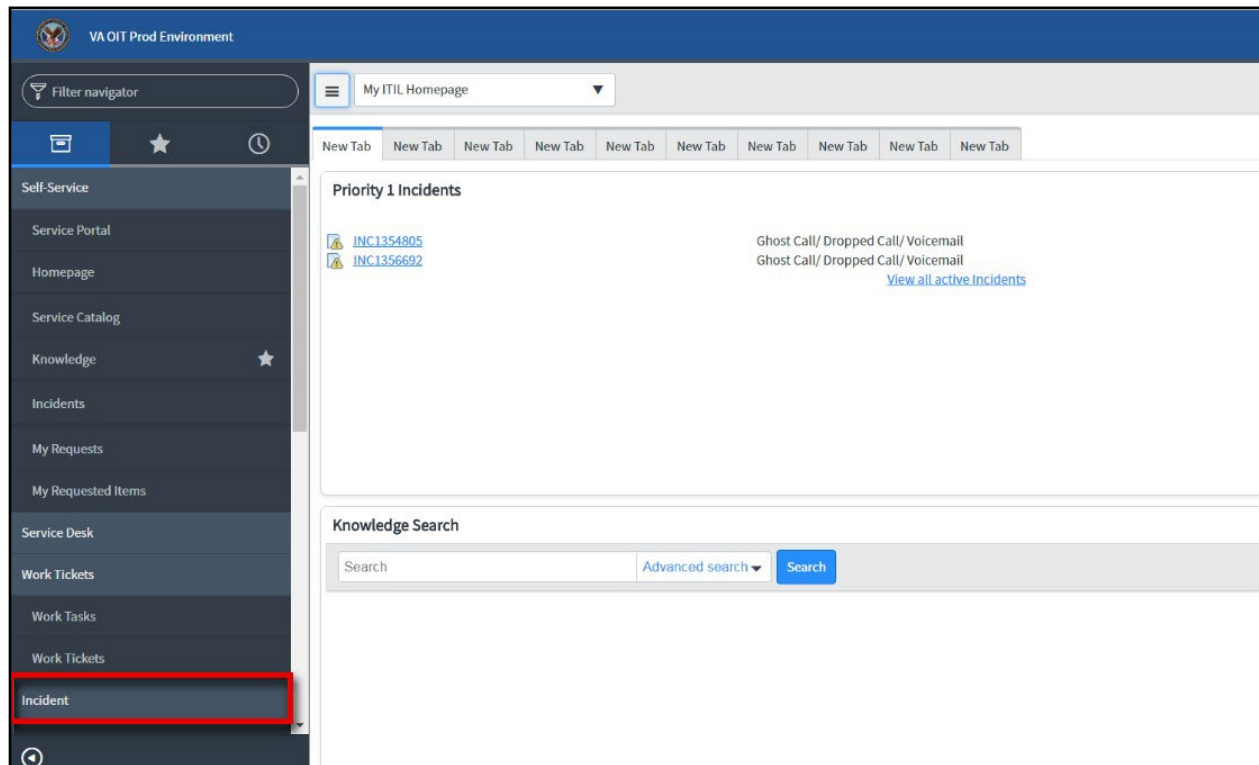 VA OIT Prod Environment
Filter navigator
My ITIL Homepage
New Tab New Tab New Tab New Tab New Tab New Tab New Tab New Tab New Tab New Tab
Self-Service
Service Portal
Homepage
Service Catalog
Knowledge
Incidents
My Requests
My Requested Items
Service Desk
Work Tickets
Work Tasks
Work Tickets
Incident
Priority 1 Incidents
INC1354805 Ghost Call/ Dropped Call/ Voicemail
INC1356692 Ghost Call/ Dropped Call/ Voicemail
View all active Incidents
Knowledge Search
Search Advanced search Search